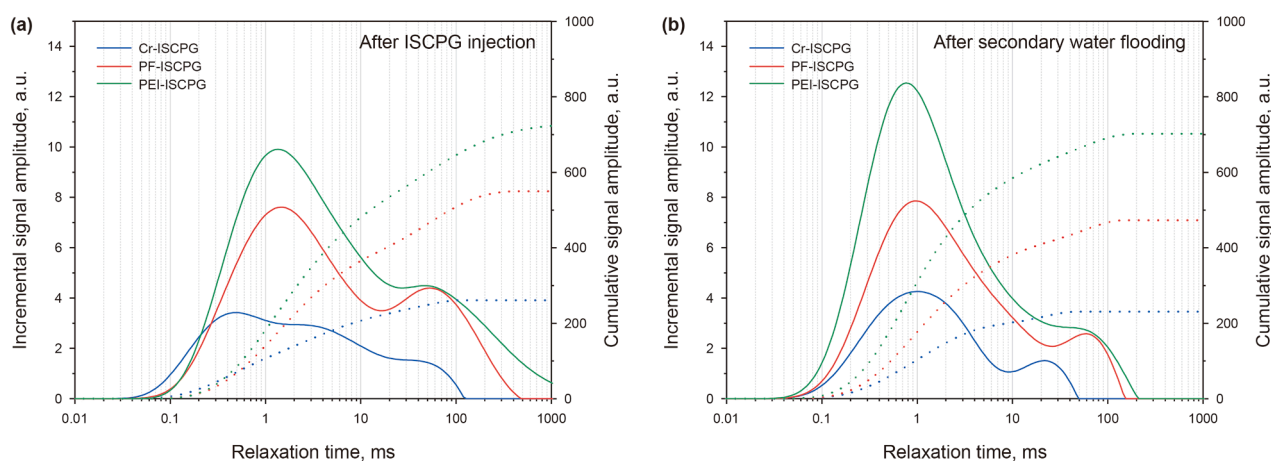 (a)
After ISCPG injection
Cr-ISCPG
PF-ISCPG
PEI-ISCPG
Incremental signal amplitude, a.u.
14
12
10
8
6
4
2
0
1000
800
600
400
200
0
Cumulative signal amplitude, a.u.
0.01 0.1 1 10 100 1000
Relaxation time, ms
(b)
After secondary water flooding
Cr-ISCPG
PF-ISCPG
PEI-ISCPG
Incremental signal amplitude, a.u.
14
12
10
8
6
4
2
0
1000
800
600
400
200
0
Cumulative signal amplitude, a.u.
0.01 0.1 1 10 100 1000
Relaxation time, ms